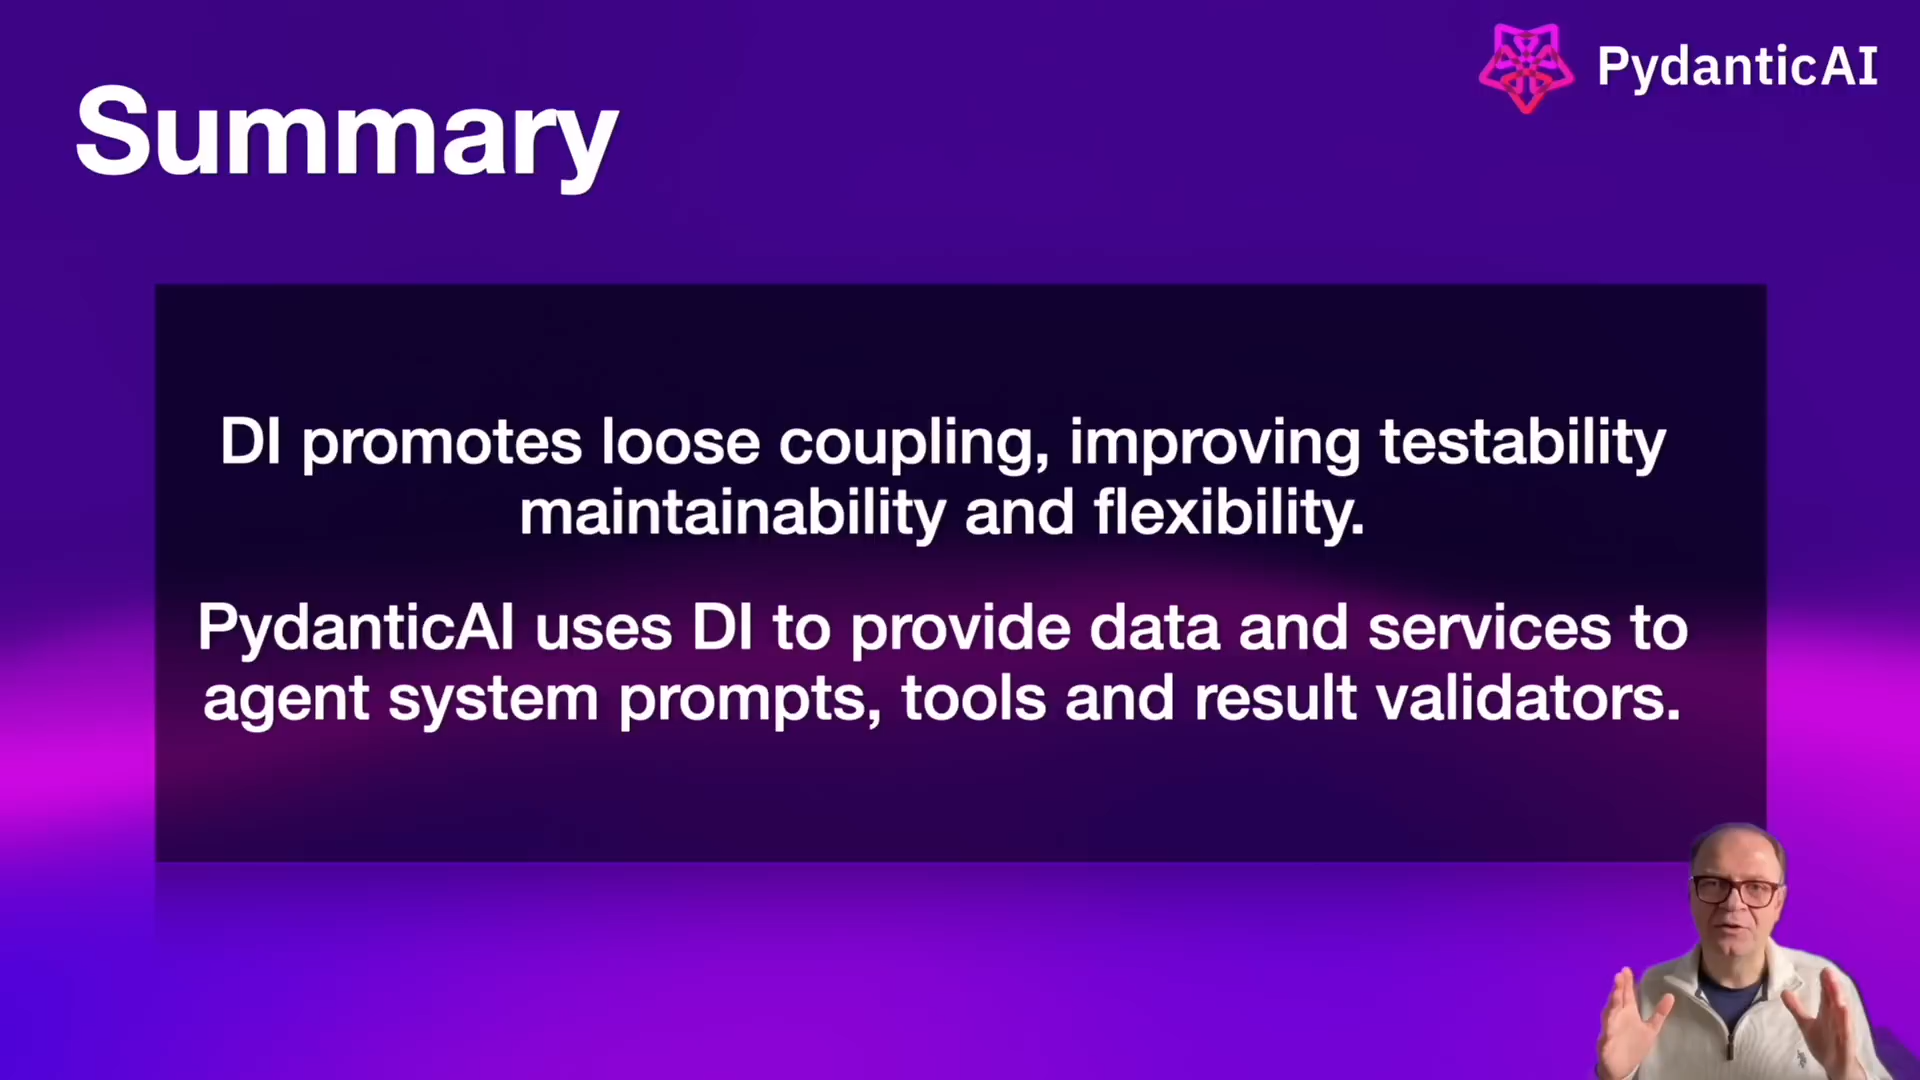 PydanticAI
Summary
DI promotes loose coupling, improving testability
maintainability and flexibility.
PydanticAI uses DI to provide data and services to
agent system prompts, tools and result validators.